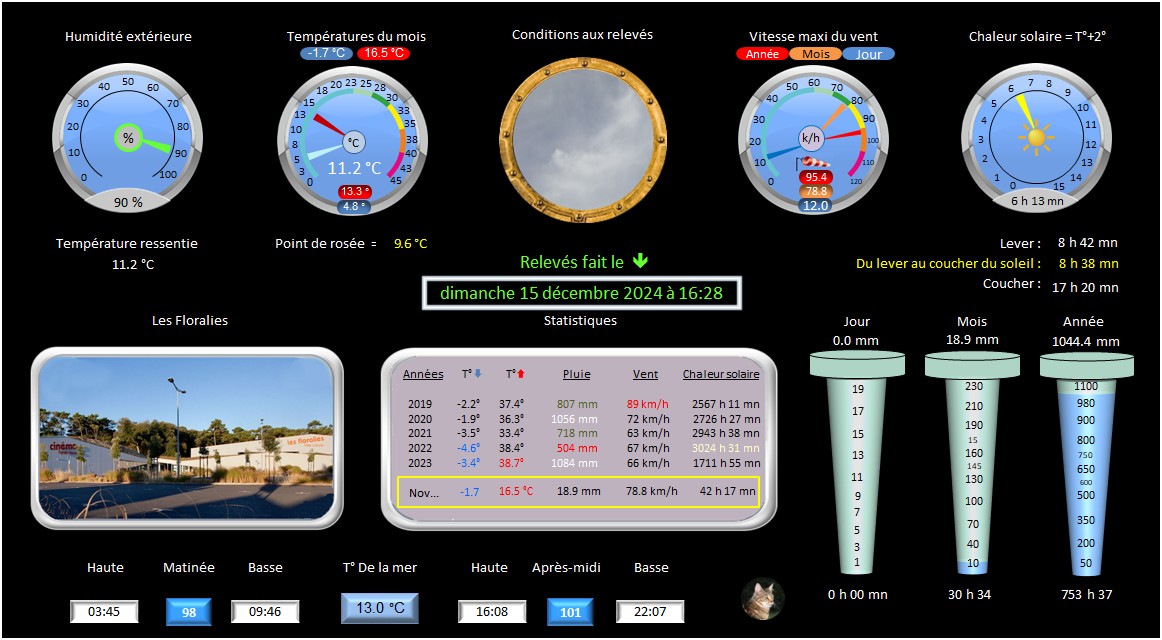 Humidité extérieure
Températures du mois
-1.7 °C 16.5 °C
Conditions aux relevés
Vitesse maxi du vent
Année Mois Jour
Chaleur solaire = T°+2°
0 10 20 30 40 50 60 70 80 90 100
%
90 %
0 3 5 8 10 13 15 18 20 23 25 28 30 33 35 38 40 43 45
°C
11.2 °C
13.3 °
4.8 °
0 10 20 30 40 50 60 70 80 90 100 110 120
k/h
95.4
78.8
12.0
0 1 2 3 4 5 6 7 8 9 10 11 12 13 14 15
6 h 13 mn
Température ressentie
11.2 °C
Point de rosée = 9.6 °C
Lever : 8 h 42 mn
Du lever au coucher du soleil : 8 h 38 mn
Coucher : 17 h 20 mn
Relevés fait le
dimanche 15 décembre 2024 à 16:28
Les Floralies
cinéma
les floralies
Statistiques
Années T° T° Pluie Vent Chaleur solaire
2019 -2.2° 37.4° 807 mm 89 km/h 2567 h 11 mn
2020 -1.9° 36.3° 1056 mm 72 km/h 2726 h 27 mn
2021 -3.5° 33.4° 718 mm 63 km/h 2943 h 38 mn
2022 -4.6° 38.4° 504 mm 67 km/h 3024 h 31 mn
2023 -3.4° 38.7° 1084 mm 66 km/h 1711 h 55 mn
Nov... -1.7 16.5 °C 18.9 mm 78.8 km/h 42 h 17 mn
Jour
0.0 mm
19
17
15
13
11
9
7
5
3
1
0 h 00 mn
Mois
18.9 mm
230
210
190
15
160
145
130
100
70
40
10
30 h 34
Année
1044.4 mm
1100
980
900
800
750
650
600
500
350
200
50
753 h 37
Haute Matinée Basse
03:45 98 09:46
T° De la mer
13.0 °C
Haute Après-midi Basse
16:08 101 22:07